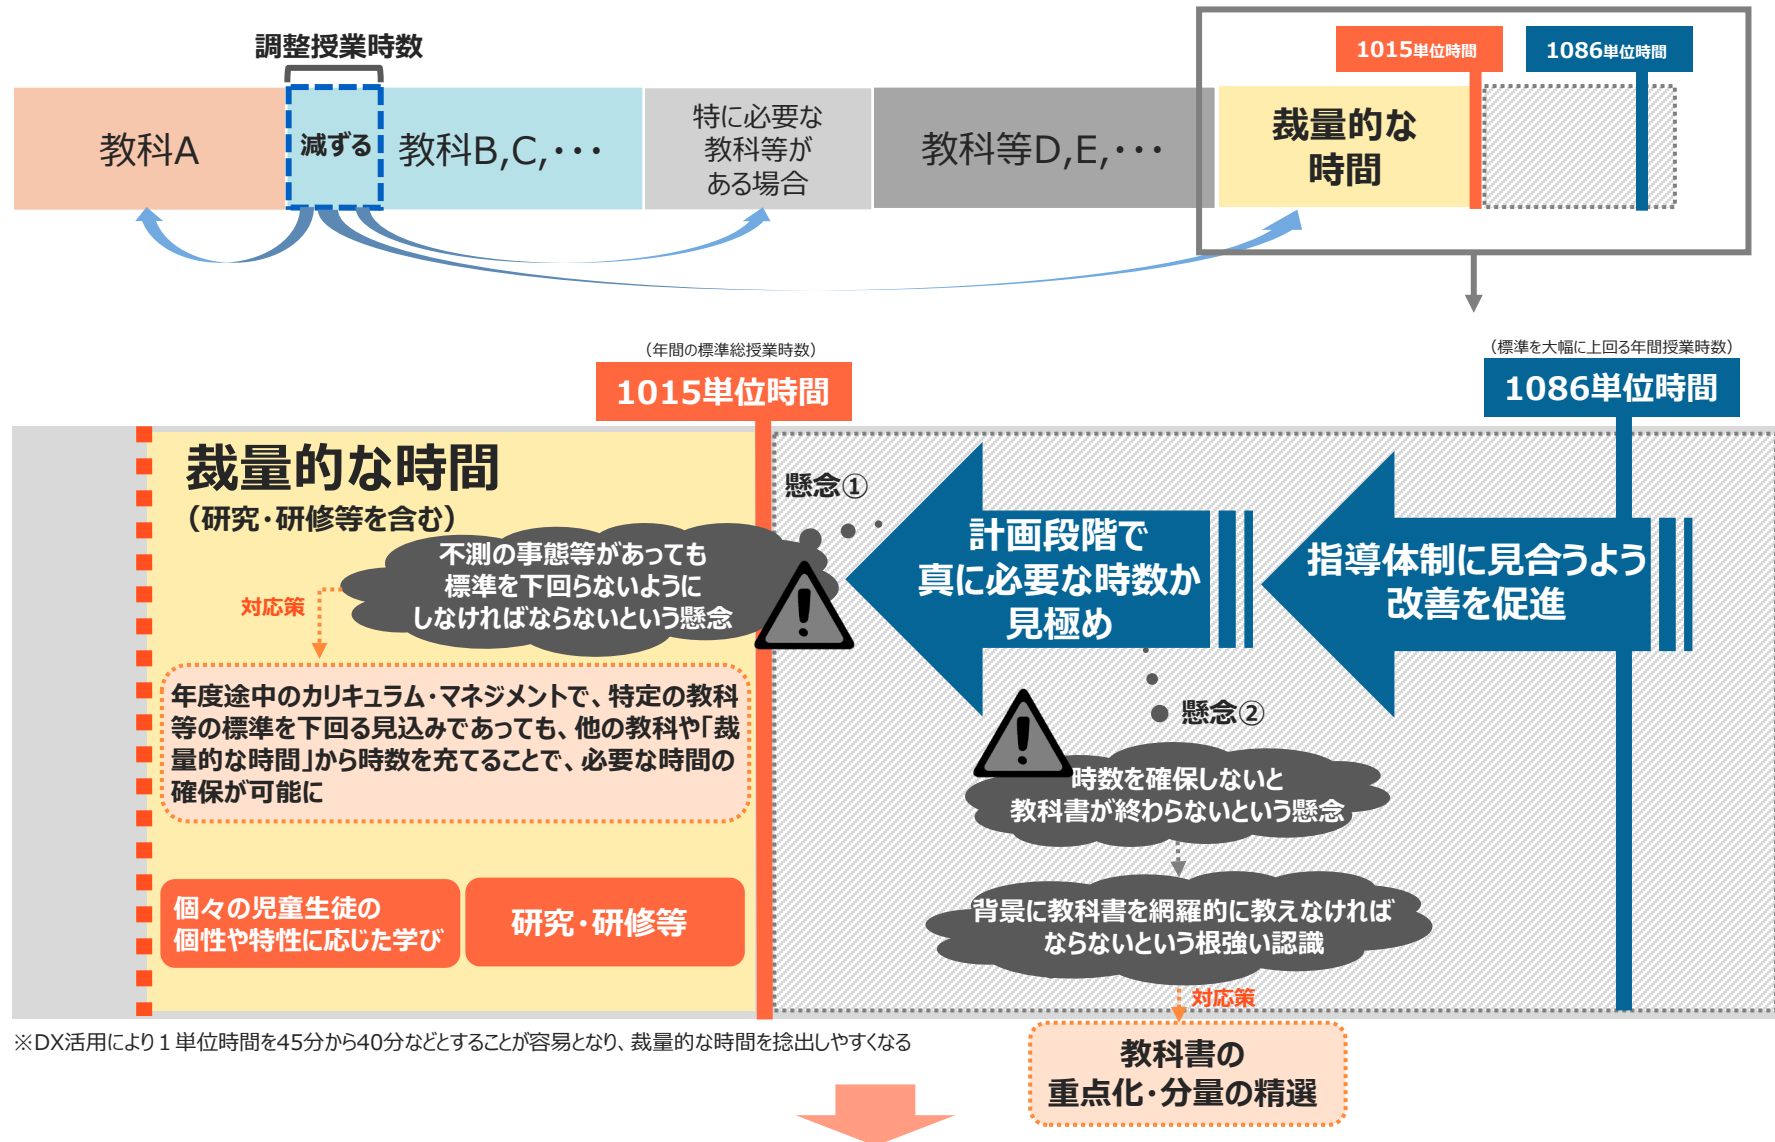 調整授業時数
1015単位時間
1086単位時間
教科A
減ずる
教科B,C,・・・
特に必要な
教科等が
ある場合
教科等D,E,・・・
裁量的な
時間
（年間の標準総授業時数）
1015単位時間
（標準を大幅に上回る年間授業時数）
1086単位時間
裁量的な時間
（研究・研修等を含む）
懸念①
不測の事態等があっても
標準を下回らないように
しなければならないという懸念
対応策
計画段階で
真に必要な時数か
見極め
指導体制に見合うよう
改善を促進
年度途中のカリキュラム・マネジメントで、特定の教科
等の標準を下回る見込みであっても、他の教科や「裁
量的な時間」から時数を充てることで、必要な時間の
確保が可能に
懸念②
時数を確保しないと
教科書が終わらないという懸念
個々の児童生徒の
個性や特性に応じた学び
研究・研修等
背景に教科書を網羅的に教えなければ
ならないという根強い認識
対応策
※DX活用により１単位時間を45分から40分などとすることが容易となり、裁量的な時間を捻出しやすくなる
教科書の
重点化・分量の精選